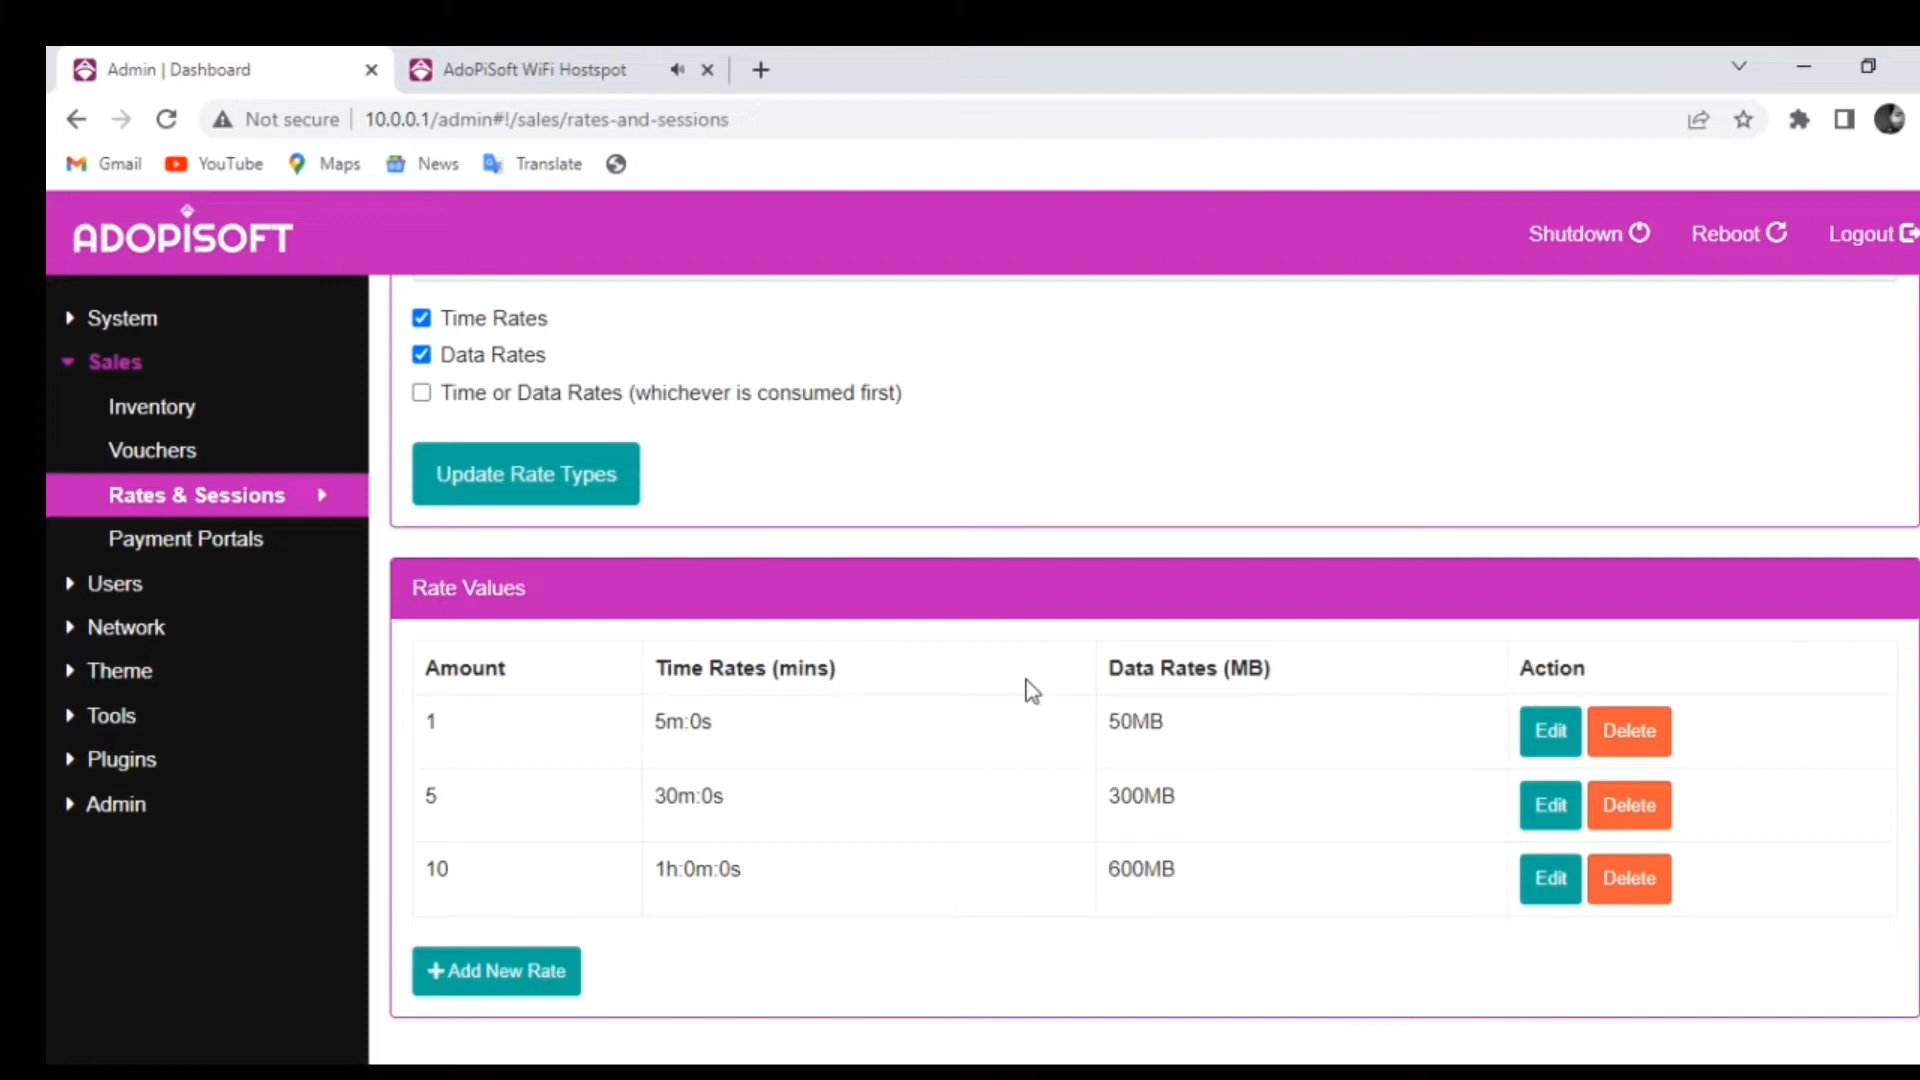 Admin | Dashboard
AdoPiSoft WiFi Hostspot
Not secure
10.0.0.1/admin#!/sales/rates-and-sessions
Gmail
YouTube
Maps
News
Translate
ADOPISOFT
Shutdown
Reboot
Logout
System
Sales
Inventory
Vouchers
Rates & Sessions
Payment Portals
Users
Network
Theme
Tools
Plugins
Admin
Time Rates
Data Rates
Time or Data Rates (whichever is consumed first)
Update Rate Types
Rate Values
Amount Time Rates (mins) Data Rates (MB) Action
1 5m:0s 50MB Edit Delete
5 30m:0s 300MB Edit Delete
10 1h:0m:0s 600MB Edit Delete
+ Add New Rate